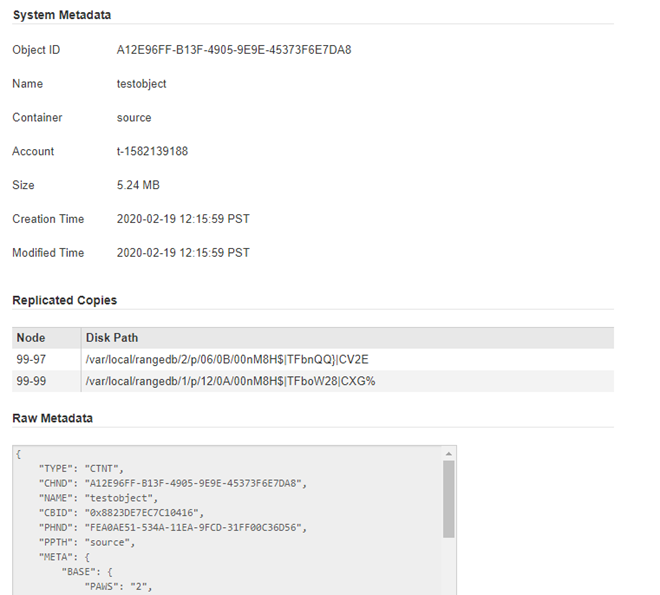 System Metadata
Object ID A12E96FF-B13F-4905-9E9E-45373F6E7DA8
Name testobject
Container source
Account t-1582139188
Size 5.24 MB
Creation Time 2020-02-19 12:15:59 PST
Modified Time 2020-02-19 12:15:59 PST
Replicated Copies
Node Disk Path
99-97 /var/local/rangedb/2/p/06/0B/00nM8H$|TFbnQQ}|CV2E
99-99 /var/local/rangedb/1/p/12/0A/00nM8H$|TFboW28|CXG%
Raw Metadata
{
"TYPE": "CTNT",
"CHND": "A12E96FF-B13F-4905-9E9E-45373F6E7DA8",
"NAME": "testobject",
"CBID": "0x8823DE7EC7C10416",
"PHND": "FEA0AE51-534A-11EA-9FCD-31FF00C36D56",
"PPTH": "source",
"META": {
"BASE": {
"PAWS": "2",